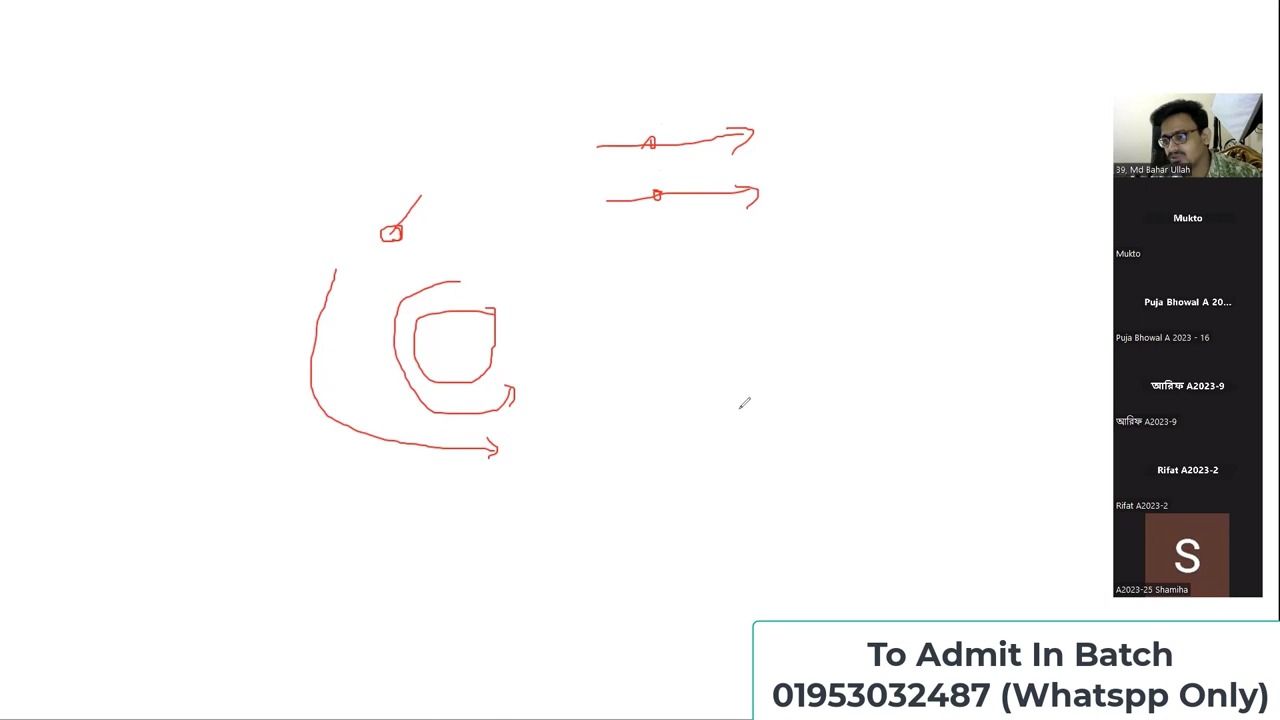 39, Md Bahar Ullah
Mukto
Mukto
Puja Bhowal A 20...
Puja Bhowal A 2023 - 16
আরিফ A2023-9
আরিফ A2023-9
Rifat A2023-2
Rifat A2023-2
S
A2023-25 Shamiha
To Admit In Batch
01953032487 (Whatspp Only)